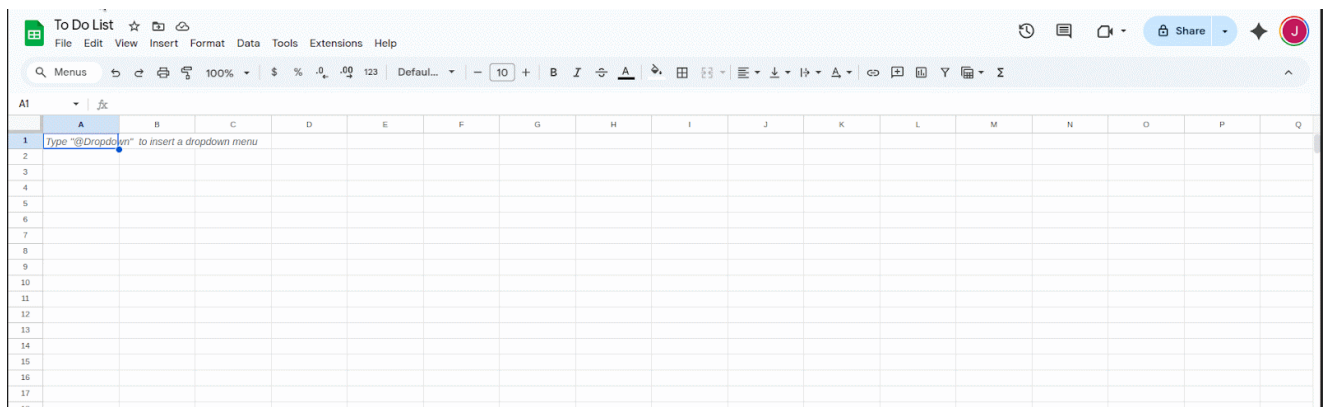 To Do List
File Edit View Insert Format Data Tools Extensions Help
Share
J
Menus 100% $ % .0 .00 123 Defaul... 10 B I A
A1 fx
A B C D E F G H I J K L M N O P Q
1 Type "@Dropdown" to insert a dropdown menu
2
3
4
5
6
7
8
9
10
11
12
13
14
15
16
17